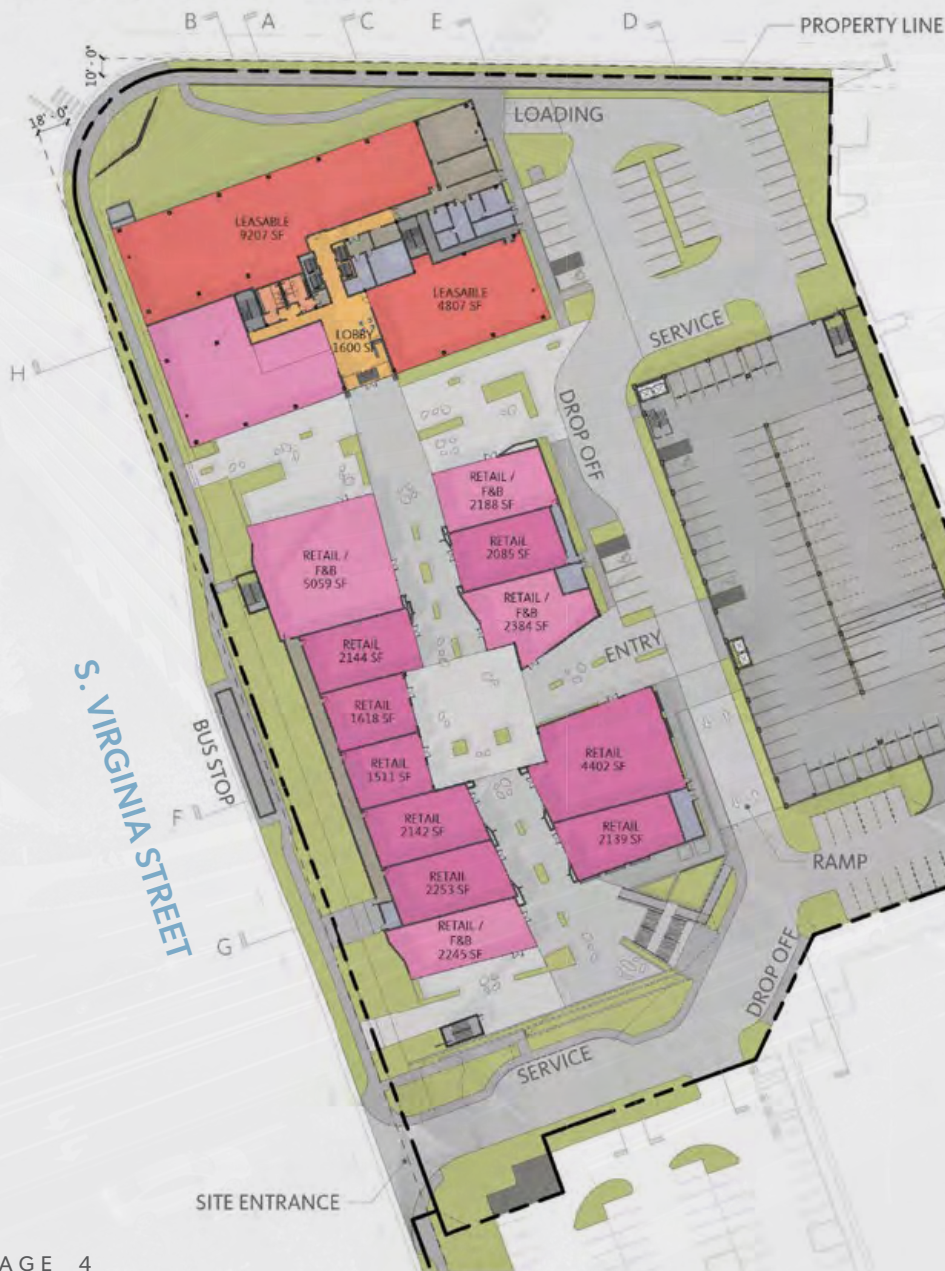 B
A
C
E
D
PROPERTY LINE
10' - 0"
18' - 0"
LOADING
LEASABLE
9207 SF
LEASABLE
4807 SF
LOBBY
1600 SF
SERVICE
H
DROP OFF
RETAIL /
F&B
2188 SF
RETAIL
2085 SF
RETAIL /
F&B
5059 SF
RETAIL /
F&B
2384 SF
ENTRY
RETAIL
2144 SF
RETAIL
1618 SF
RETAIL
1511 SF
RETAIL
4402 SF
S. VIRGINIA STREET
BUS STOP
F
RETAIL
2142 SF
RETAIL
2139 SF
RAMP
RETAIL
2253 SF
G
RETAIL /
F&B
2245 SF
DROP OFF
SERVICE
SITE ENTRANCE
AGE 4